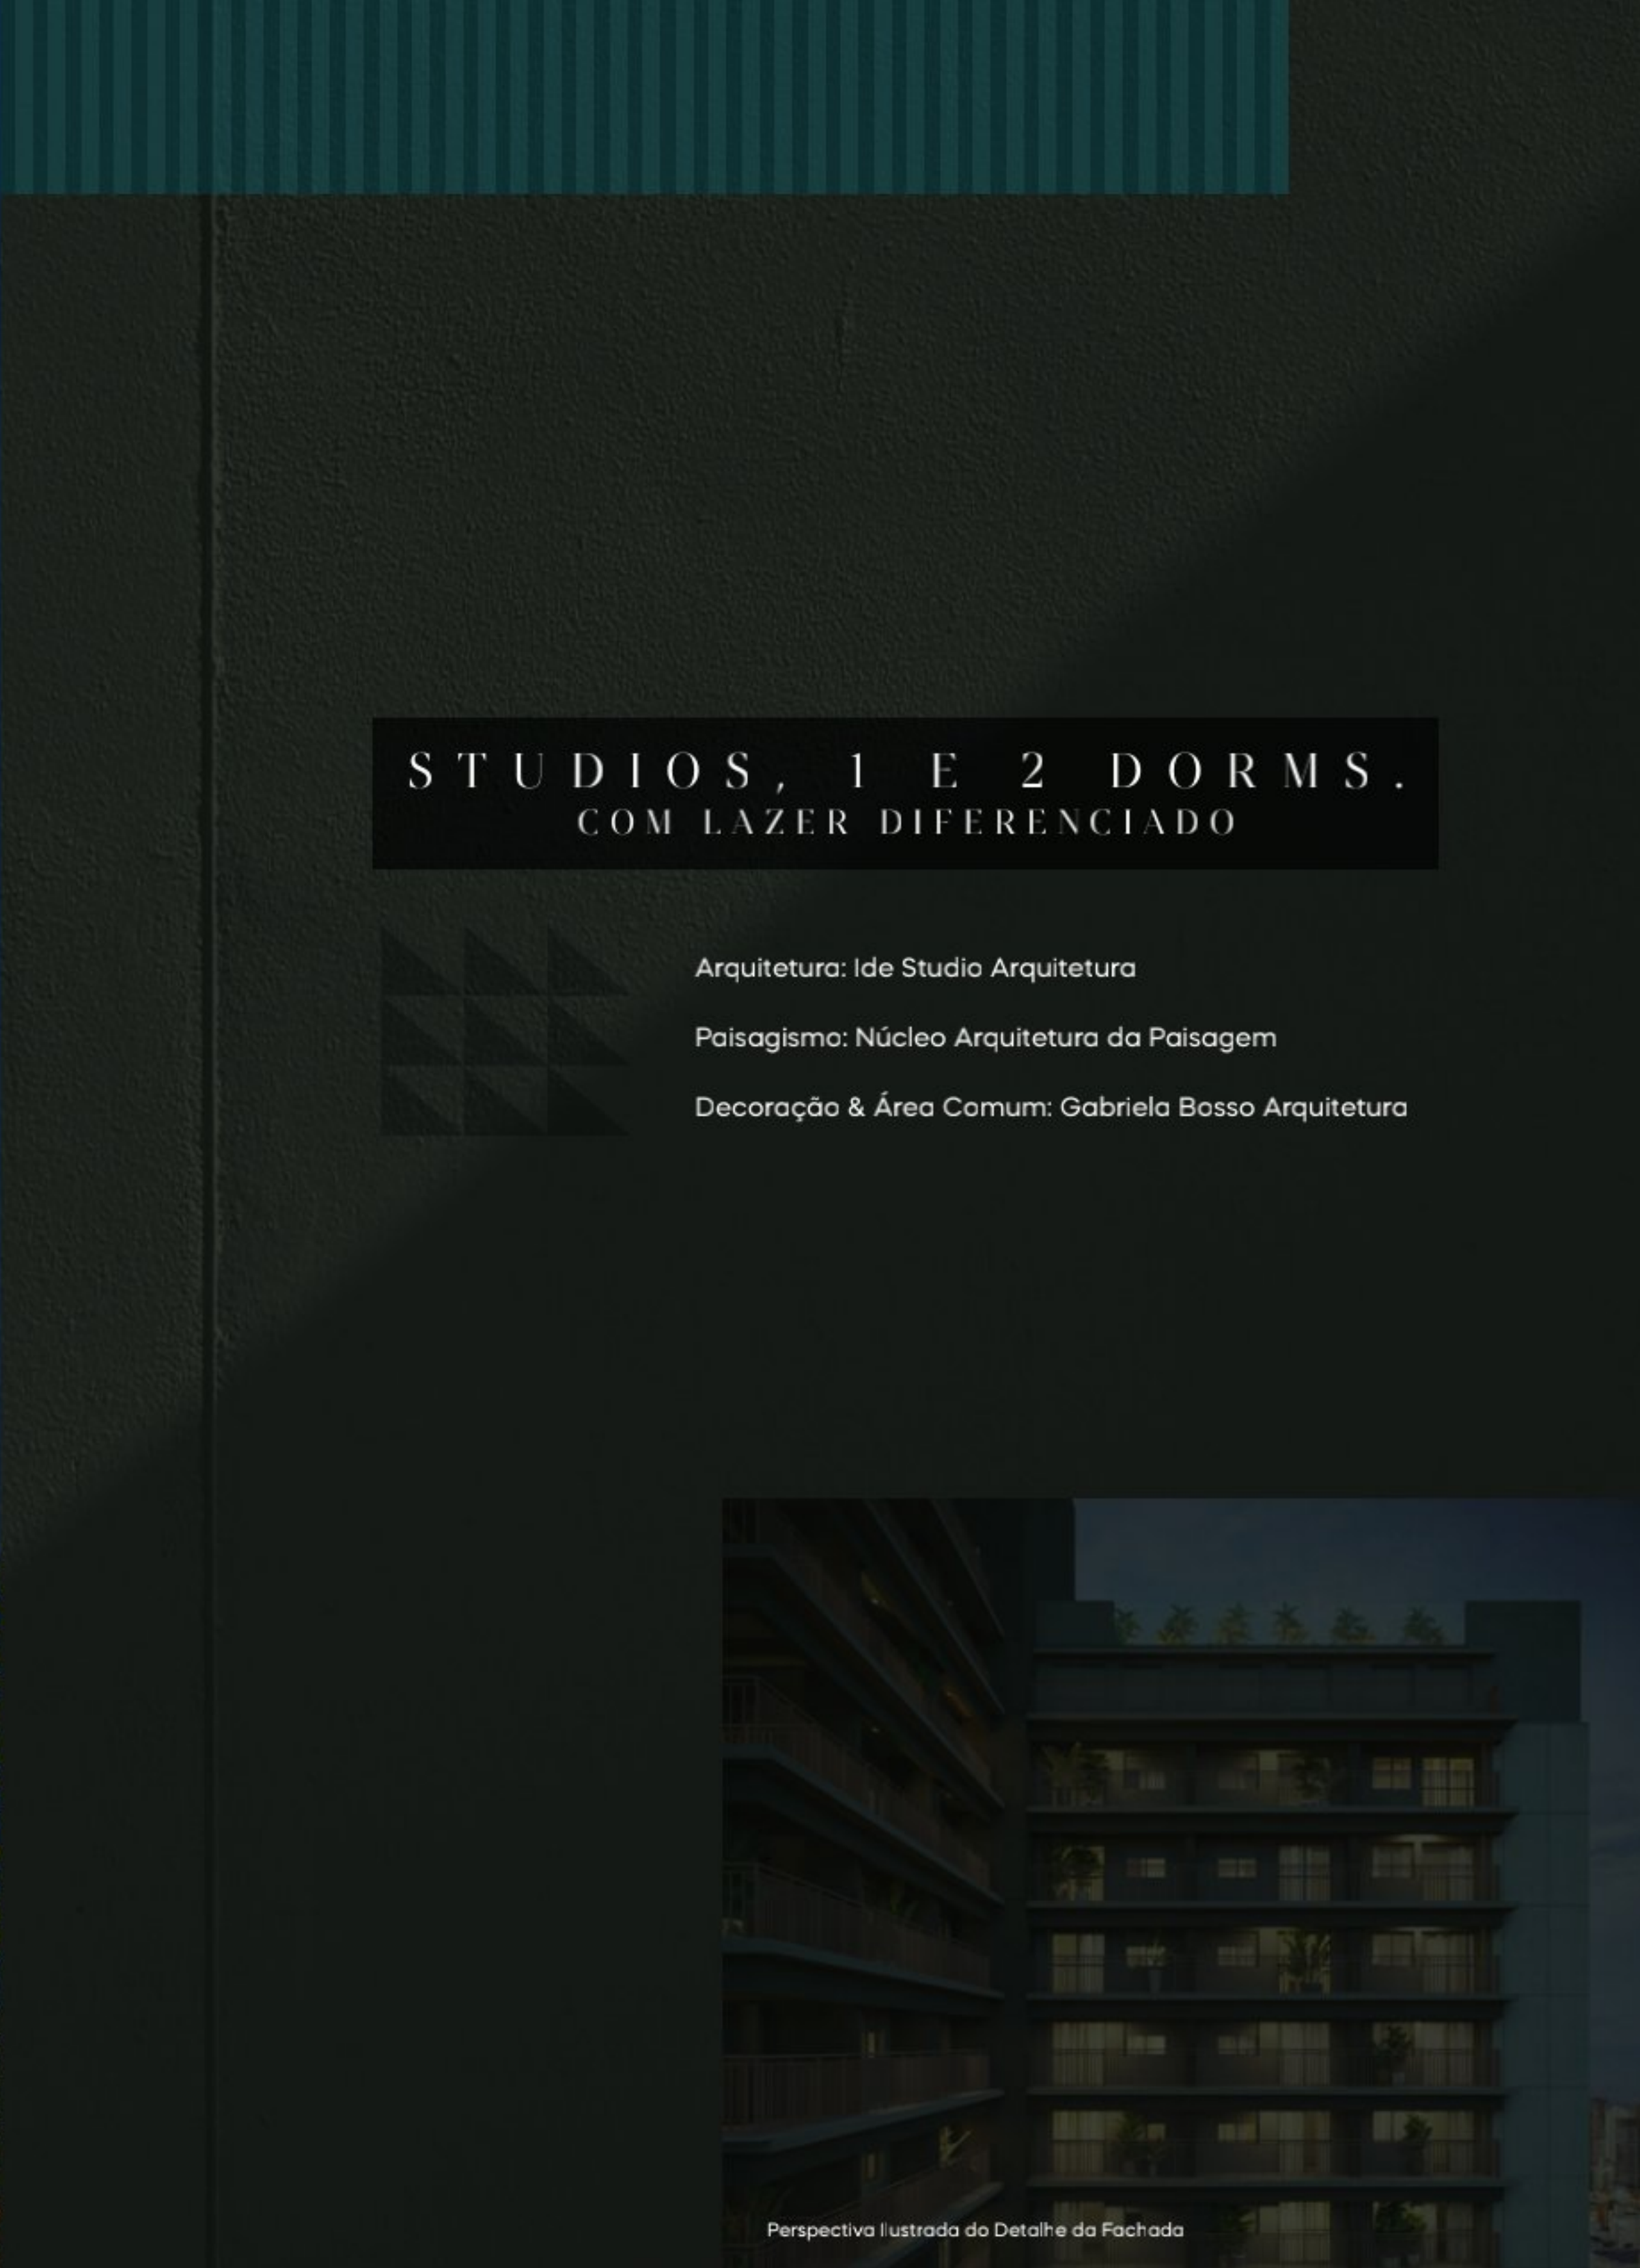 STUDIOS, 1 E 2 DORMS.
COM LAZER DIFERENCIADO
Arquitetura: Ide Studio Arquitetura
Paisagismo: Núcleo Arquitetura da Paisagem
Decoração & Área Comum: Gabriela Bosso Arquitetura
Perspectiva Ilustrada do Detalhe da Fachada